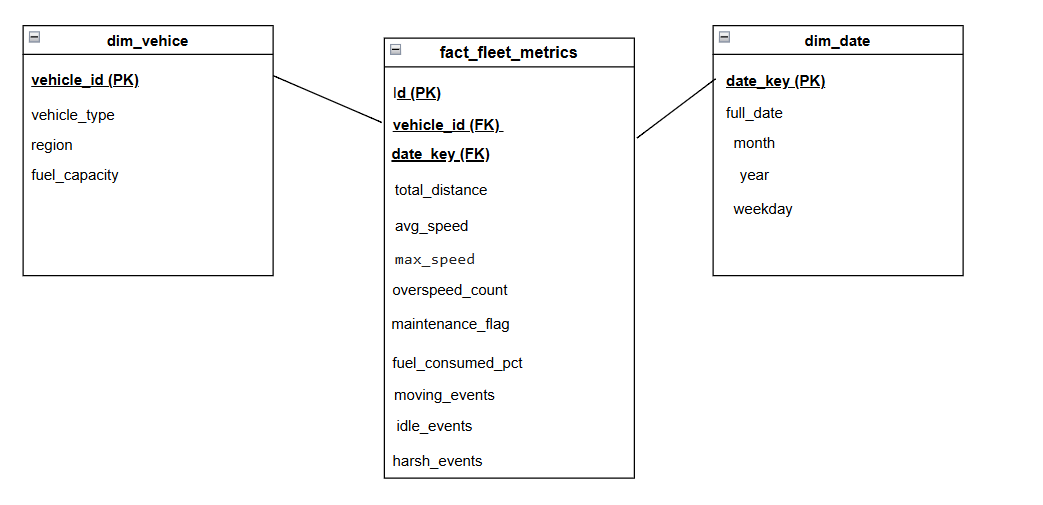 dim_vehice
vehicle_id (PK)
vehicle_type
region
fuel_capacity
fact_fleet_metrics
Id (PK)
vehicle_id (FK)
date_key (FK)
total_distance
avg_speed
max_speed
overspeed_count
maintenance_flag
fuel_consumed_pct
moving_events
idle_events
harsh_events
dim_date
date_key (PK)
full_date
month
year
weekday